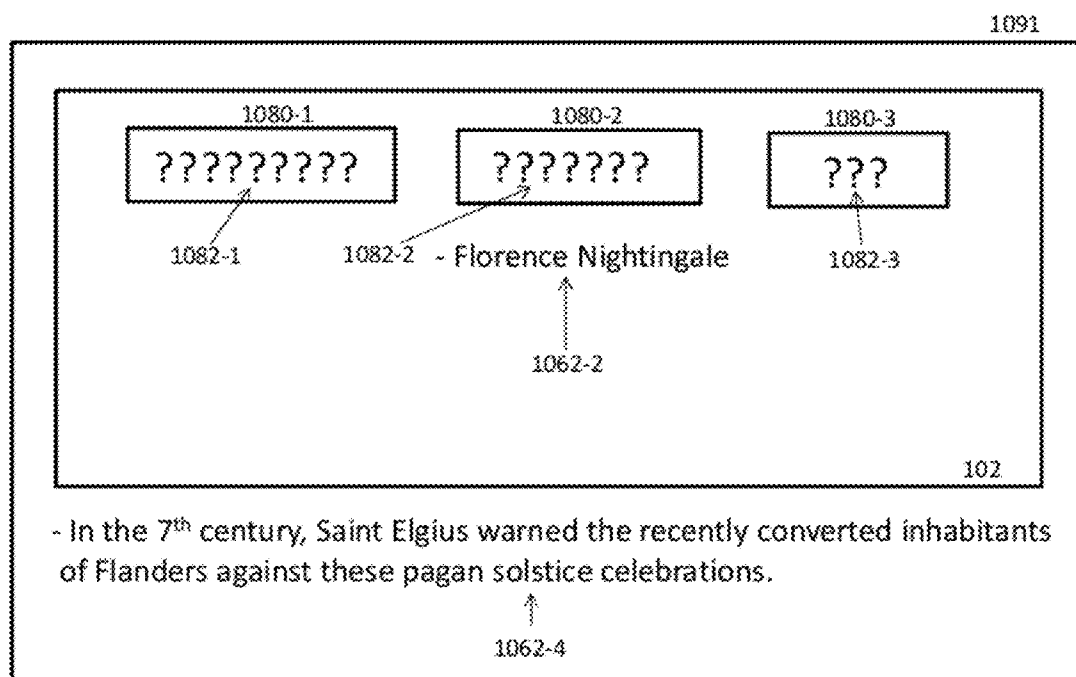 1091
1080-1 1080-2 1080-3
????????? ??????? ???
1082-1 1082-2 - Florence Nightingale 1082-3
1062-2
102
- In the 7th century, Saint Elgius warned the recently converted inhabitants
of Flanders against these pagan solstice celebrations.
1062-4